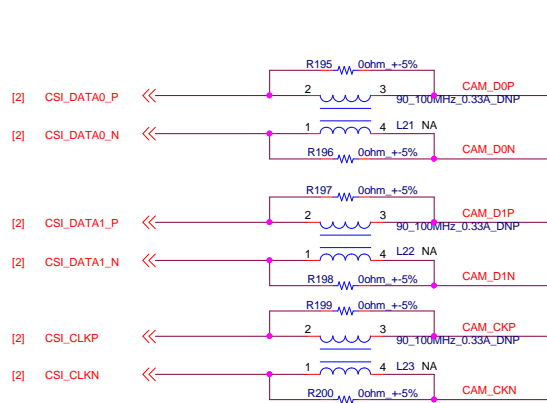 R195 0ohm_+-5%
[2] CSI_DATA0_P 2 3 CAM_D0P
90_100MHz_0.33A_DNP
[2] CSI_DATA0_N 1 4 L21 NA
R196 0ohm_+-5% CAM_D0N
R197 0ohm_+-5%
[2] CSI_DATA1_P 2 3 CAM_D1P
90_100MHz_0.33A_DNP
[2] CSI_DATA1_N 1 4 L22 NA
R198 0ohm_+-5% CAM_D1N
R199 0ohm_+-5%
[2] CSI_CLKP 2 3 CAM_CKP
90_100MHz_0.33A_DNP
[2] CSI_CLKN 1 4 L23 NA
R200 0ohm_+-5% CAM_CKN